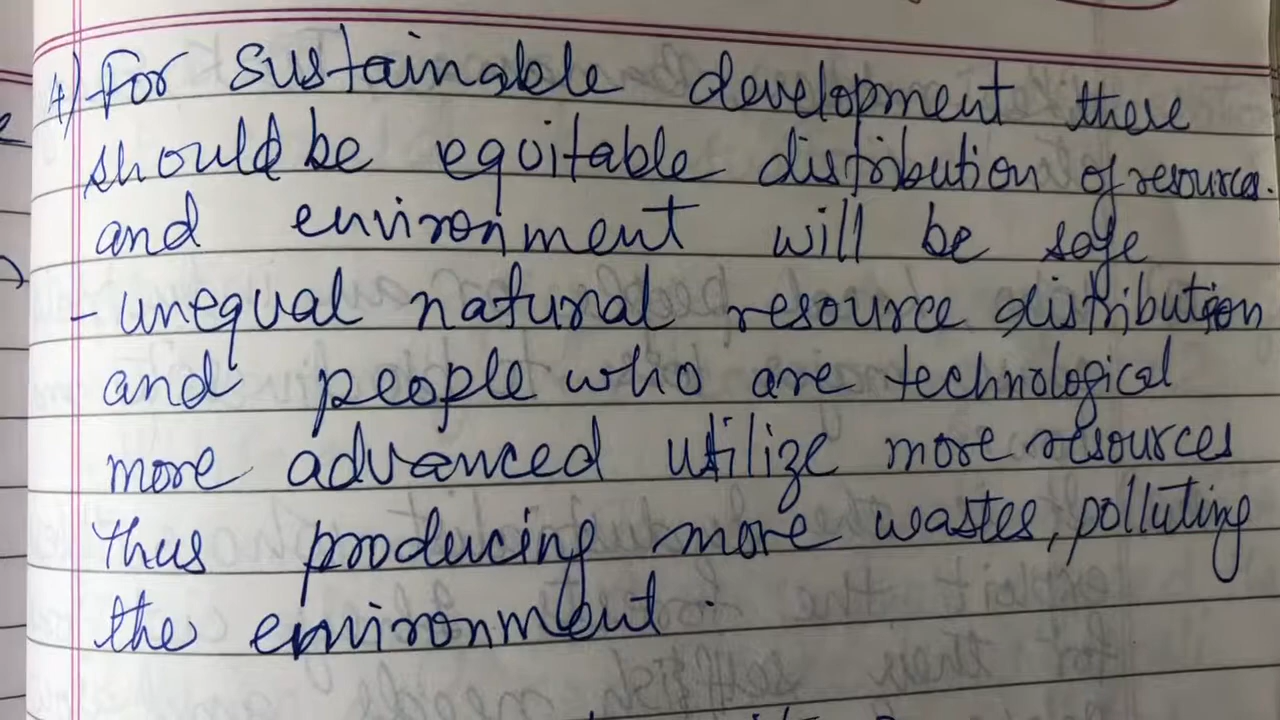 4) For sustainable development there
should be equitable distribution of resources.
and environment will be safe
- unequal natural resource distribution
and people who are technological
more advanced utilize more resources
thus producing more wastes, polluting
the environment.